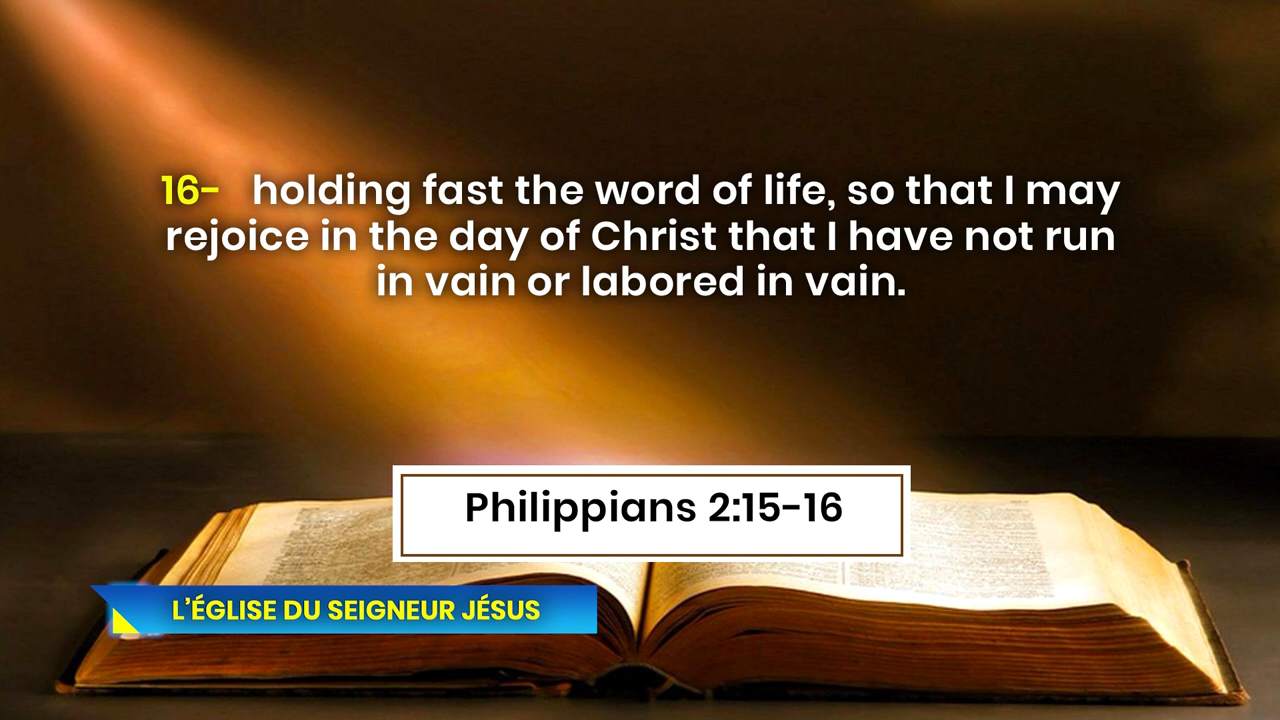 16- holding fast the word of life, so that I may
rejoice in the day of Christ that I have not run
in vain or labored in vain.
Philippians 2:15-16
L'ÉGLISE DU SEIGNEUR JÉSUS